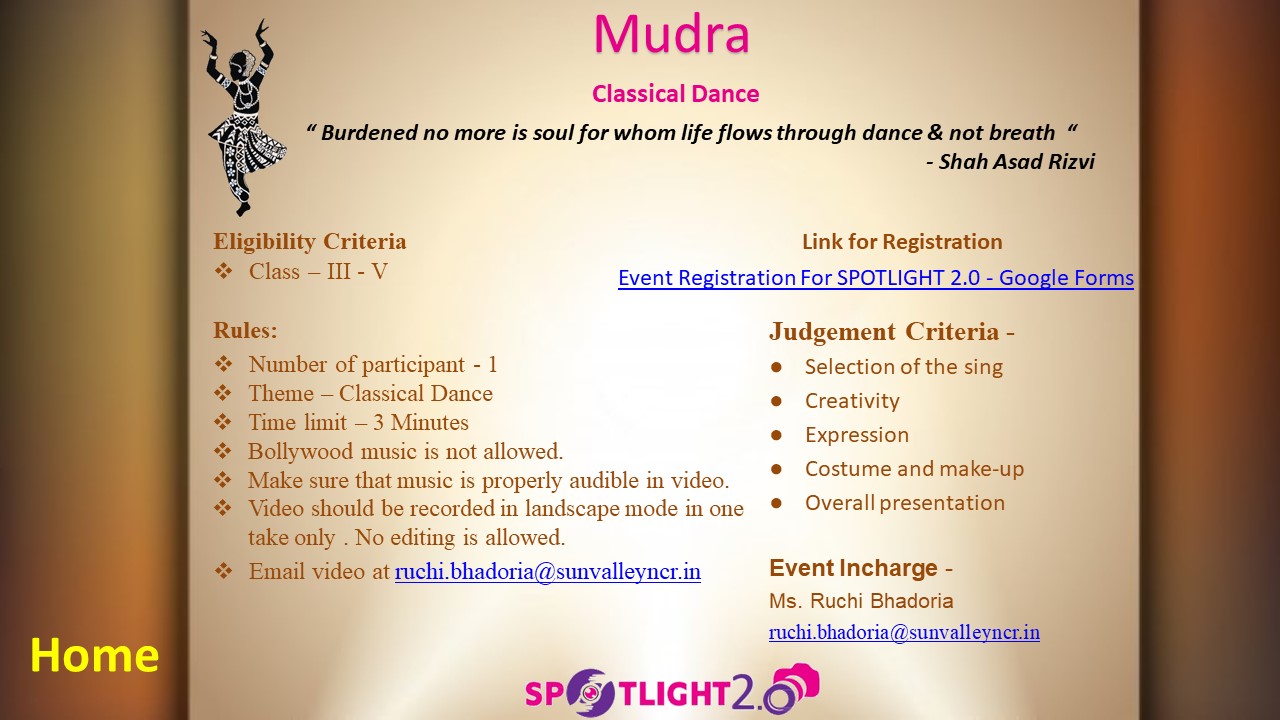 Mudra
Classical Dance
“ Burdened no more is soul for whom life flows through dance & not breath “
- Shah Asad Rizvi
Eligibility Criteria
❖ Class – III - V
Link for Registration
Event Registration For SPOTLIGHT 2.0 - Google Forms
Rules:
❖ Number of participant - 1
❖ Theme – Classical Dance
❖ Time limit – 3 Minutes
❖ Bollywood music is not allowed.
❖ Make sure that music is properly audible in video.
❖ Video should be recorded in landscape mode in one
take only . No editing is allowed.
❖ Email video at ruchi.bhadoria@sunvalleyncr.in
Judgement Criteria -
● Selection of the sing
● Creativity
● Expression
● Costume and make-up
● Overall presentation
Event Incharge -
Ms. Ruchi Bhadoria
ruchi.bhadoria@sunvalleyncr.in
Home
SPOTLIGHT2.0